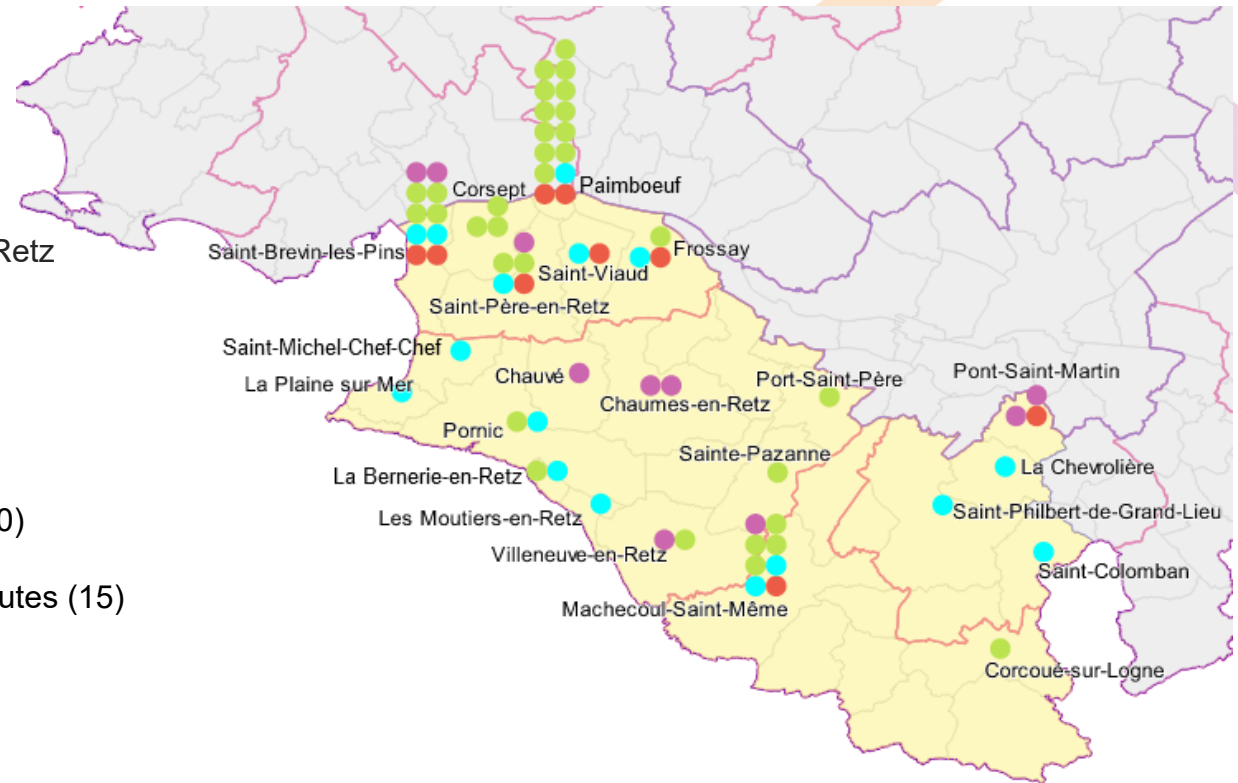 Corsept
Paimboeuf
Retz
Saint-Brevin-les-Pins
Frossay
Saint-Viaud
Saint-Père-en-Retz
Saint-Michel-Chef-Chef
Chauvé
Port-Saint-Père
Pont-Saint-Martin
La Plaine sur Mer
Chaumes-en-Retz
Pornic
Sainte-Pazanne
La Bernerie-en-Retz
La Chevrolière
Les Moutiers-en-Retz
Saint-Philbert-de-Grand-Lieu
0)
Villeneuve-en-Retz
Saint-Colomban
utes (15)
Machecoul-Saint-Même
Corcoué-sur-Logne